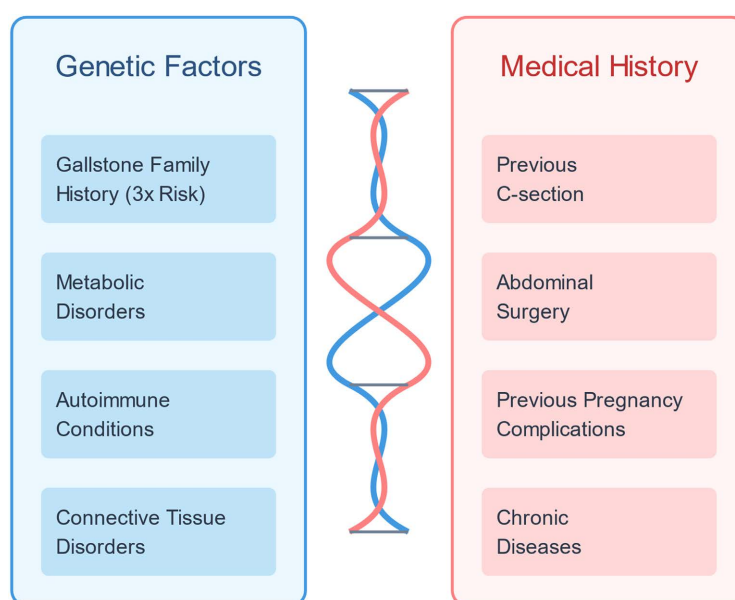 Genetic Factors
Gallstone Family
History (3x Risk)
Metabolic
Disorders
Autoimmune
Conditions
Connective Tissue
Disorders
Medical History
Previous
C-section
Abdominal
Surgery
Previous Pregnancy
Complications
Chronic
Diseases